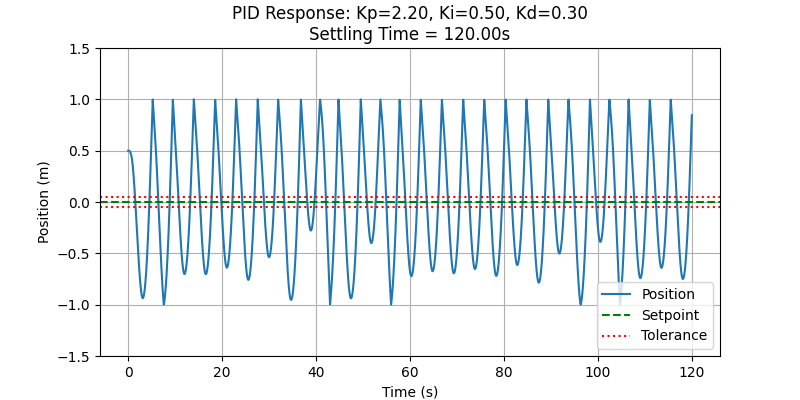 PID Response: Kp=2.20, Ki=0.50, Kd=0.30
Settling Time = 120.00s
1.5
1.0
0.5
0.0
−0.5
−1.0
−1.5
Position (m)
0
20
40
60
80
100
120
Time (s)
Position
Setpoint
Tolerance